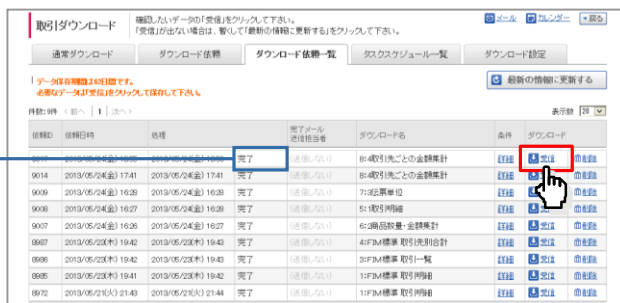 取引ダウンロード
確認したいデータの「受信」をクリックして下さい。
「受信」が出ない場合は、暫くして「最新の情報に更新する」をクリックして下さい。
メール カレンダー 戻る
通常ダウンロード ダウンロード依頼 ダウンロード依頼一覧 タスクスケジュール一覧 ダウンロード設定
データ保存期間は62日間です。
必要なデータは「受信」をクリックして保存して下さい。
最新の情報に更新する
件数:9件 <前へ | 1 | 次へ>
表示数 20
依頼ID 依頼日時 処理 完了メール送信担当者 ダウンロード名 条件 ダウンロード
完了 (送信しない) 8:4取引先ごとの金額集計 詳細 受信 削除
9014 2013/05/24(金) 17:41 2013/05/24(金) 17:41 完了 (送信しない) 8:4取引先ごとの金額集計 詳細 受信 削除
9009 2013/05/24(金) 16:28 2013/05/24(金) 16:28 完了 (送信しない) 7:3伝票単位 詳細 削除
9008 2013/05/24(金) 16:27 2013/05/24(金) 16:28 完了 (送信しない) 5:1取引明細 詳細 受信 削除
9007 2013/05/24(金) 16:26 2013/05/24(金) 16:27 完了 (送信しない) 6:2商品数量・金額集計 詳細 受信 削除
8987 2013/05/23(木) 19:42 2013/05/23(木) 19:43 完了 (送信しない) 4:FIM標準 取引先別合計 詳細 受信 削除
8986 2013/05/23(木) 19:42 2013/05/23(木) 19:43 完了 (送信しない) 3:FIM標準 取引一覧 詳細 受信 削除
8985 2013/05/23(木) 19:41 2013/05/23(木) 19:42 完了 (送信しない) 1:FIM標準 取引明細 詳細 受信 削除
8972 2013/05/21(火) 21:43 2013/05/21(火) 21:44 完了 (送信しない) 1:FIM標準 取引明細 詳細 受信 削除